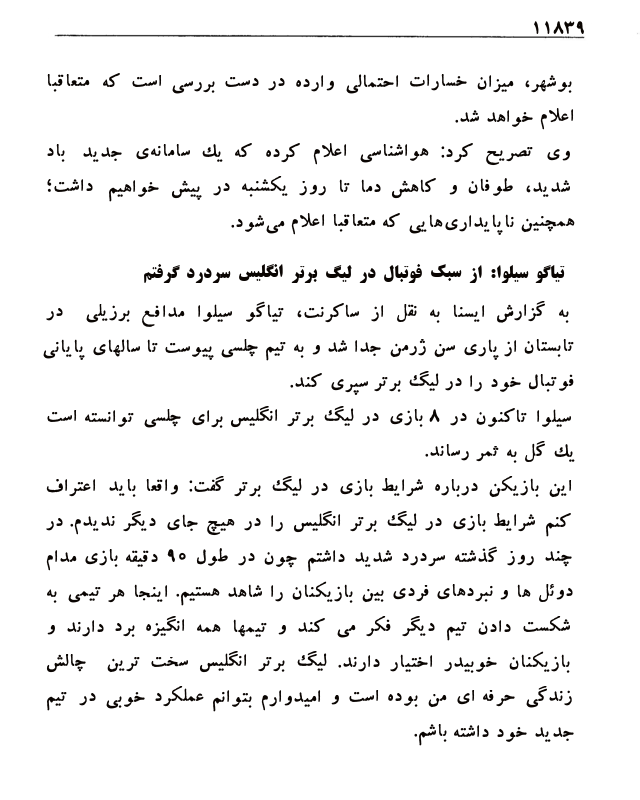 ۱۱۸۳۹
بوشهر، میزان خسارات احتمالی وارده در دست بررسی است که متعاقبا
اعلام خواهد شد.
وی تصریح کرد: هواشناسی اعلام کرده که یك سامانه‌ی جدید باد
شدید، طوفان و کاهش دما تا روز یکشنبه در پیش خواهیم داشت؛
همچنین ناپایداری‌هایی که متعاقبا اعلام می‌شود.
تیاگو سیلوا: از سبک فوتبال در لیگ برتر انگلیس سردرد گرفتم
به گزارش ایسنا به نقل از ساکرنت، تیاگو سیلوا مدافع برزیلی در
تابستان از پاری سن ژرمن جدا شد و به تیم چلسی پیوست تا سالهای پایانی
فوتبال خود را در لیگ برتر سپری کند.
سیلوا تاکنون در ۸ بازی در لیگ برتر انگلیس برای چلسی توانسته است
یك گل به ثمر رساند.
این بازیکن درباره شرایط بازی در لیگ برتر گفت: واقعا باید اعتراف
کنم شرایط بازی در لیگ برتر انگلیس را در هیچ جای دیگر ندیدم. در
چند روز گذشته سردرد شدید داشتم چون در طول ۹۰ دقیقه بازی مدام
دوئل ها و نبردهای فردی بین بازیکنان را شاهد هستیم. اینجا هر تیمی به
شکست دادن تیم دیگر فکر می کند و تیمها همه انگیزه برد دارند و
بازیکنان خوبیدر اختیار دارند. لیگ برتر انگلیس سخت ترین چالش
زندگی حرفه ای من بوده است و امیدوارم بتوانم عملکرد خوبی در تیم
جدید خود داشته باشم.